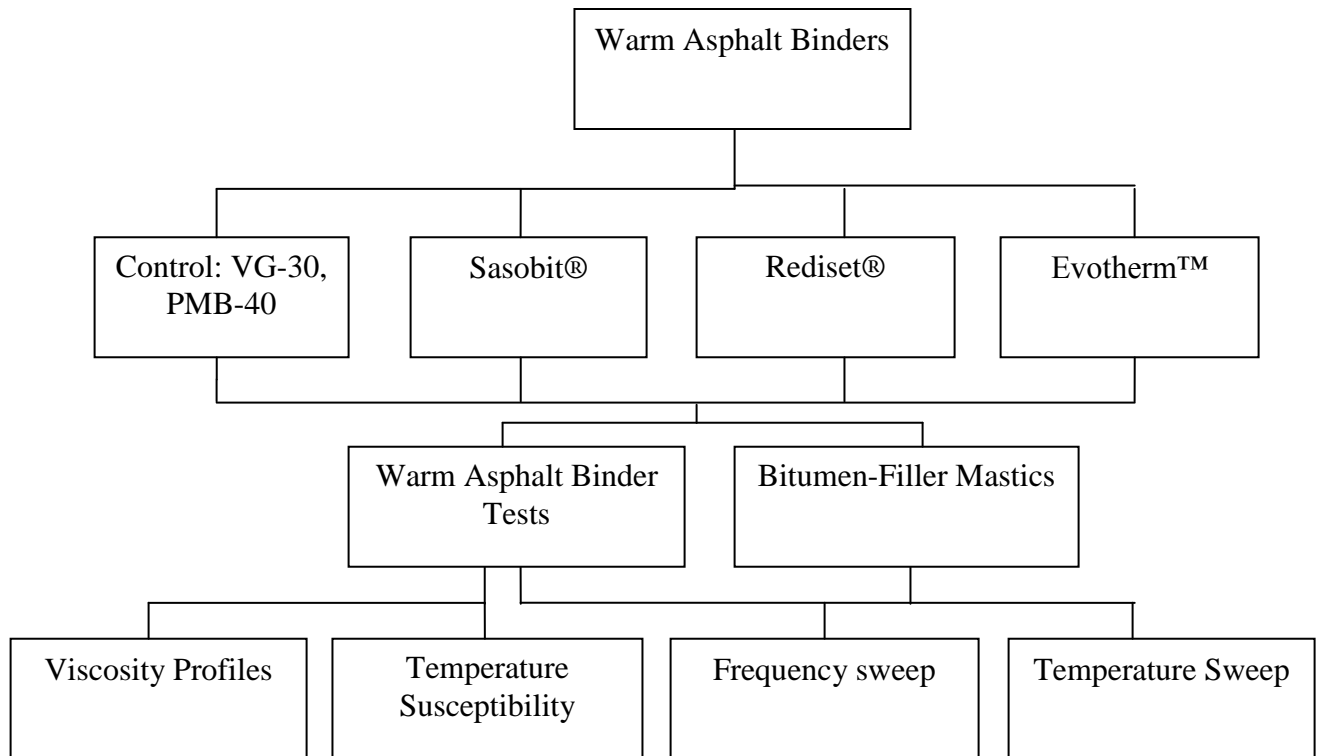 Warm Asphalt Binders
Control: VG-30,
PMB-40
Sasobit®
Rediset®
Evotherm™
Warm Asphalt Binder
Tests
Bitumen-Filler Mastics
Viscosity Profiles
Temperature
Susceptibility
Frequency sweep
Temperature Sweep